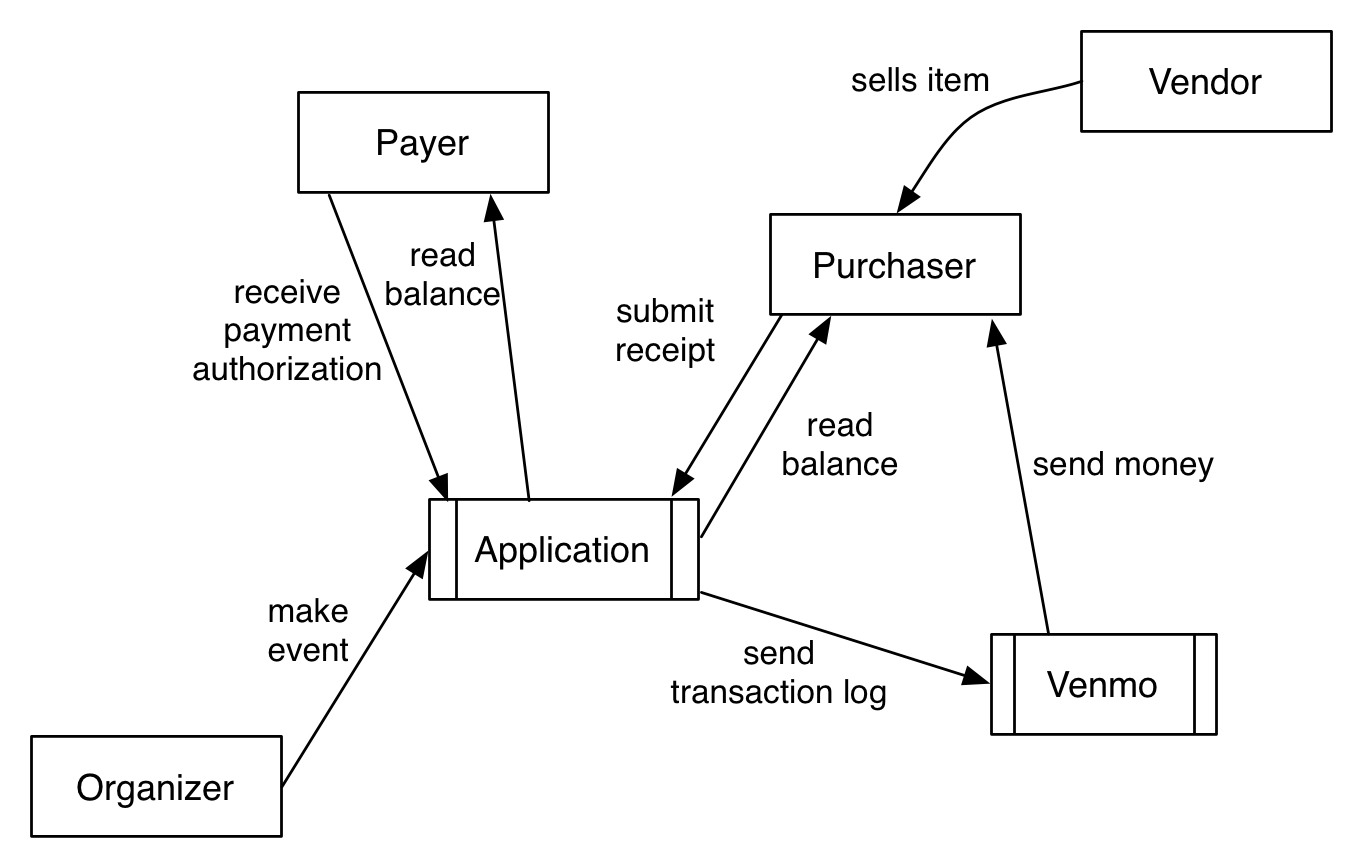 sells item
Vendor
Payer
Purchaser
read
balance
receive
payment
authorization
submit
receipt
read
balance
send money
Application
make
event
send
transaction log
Venmo
Organizer